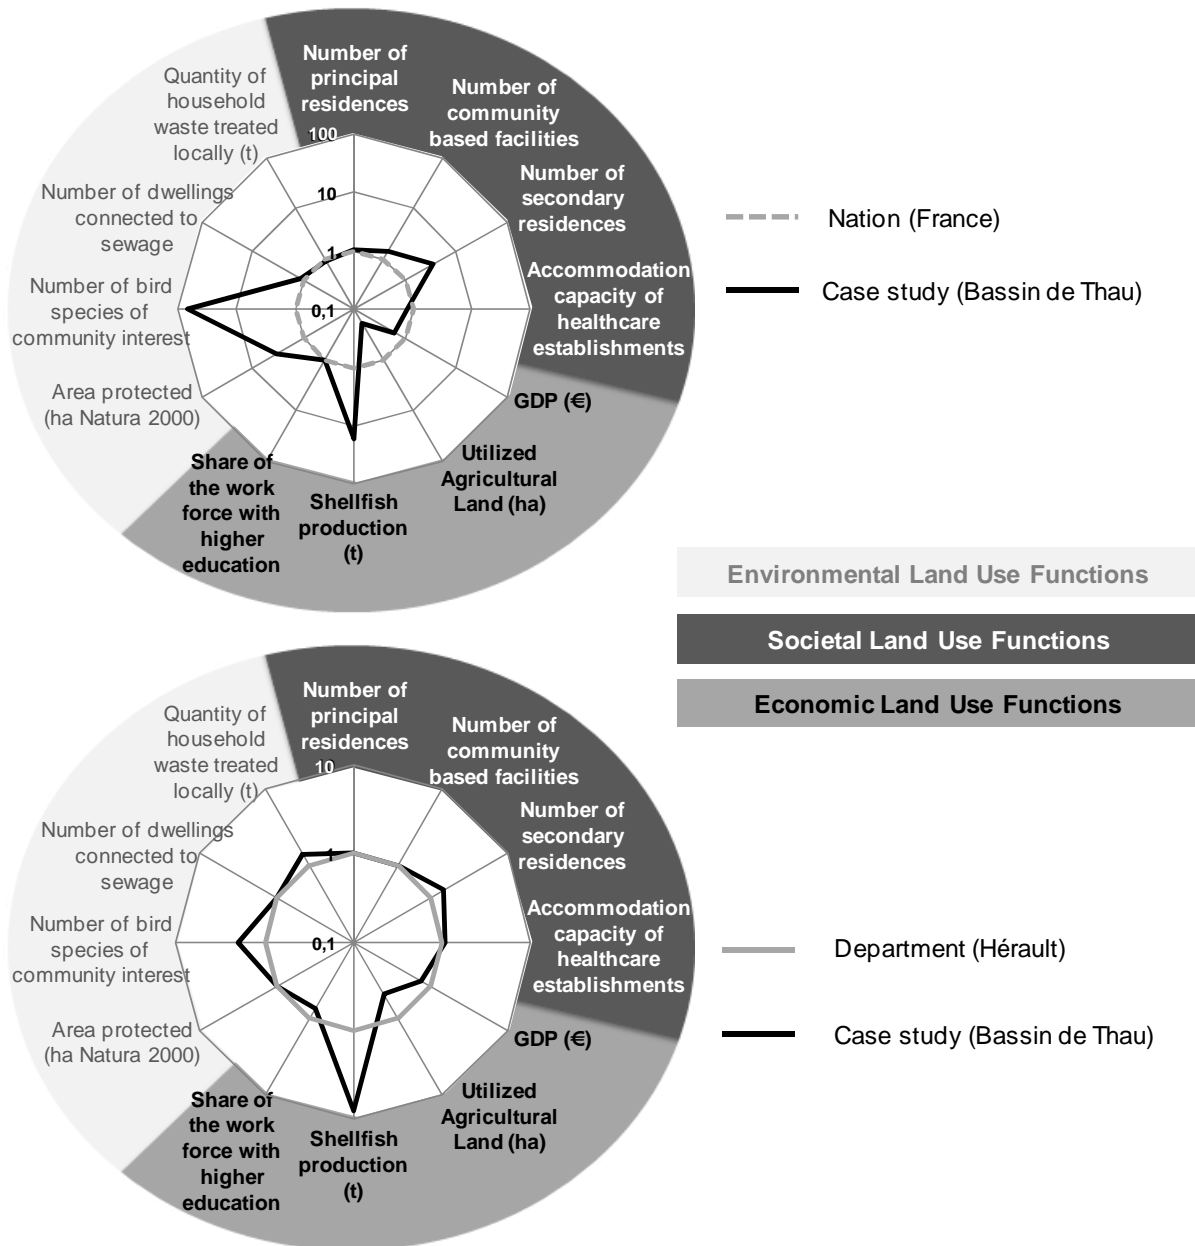 Number of
principal
residences
Number of
community
based facilities
Number of
secondary
residences
Accommodation
capacity of
healthcare
establishments
GDP (€)
Utilized
Agricultural
Land (ha)
Shellfish
production
(t)
Share of
the work
force with
higher
education
Area protected
(ha Natura 2000)
Number of bird
species of
community interest
Number of dwellings
connected to
sewage
Quantity of
household
waste treated
locally (t)
100
10
1
0,1
Nation (France)
Case study (Bassin de Thau)
Environmental Land Use Functions
Societal Land Use Functions
Economic Land Use Functions
Number of
principal
residences
Number of
community
based facilities
Number of
secondary
residences
Accommodation
capacity of
healthcare
establishments
GDP (€)
Utilized
Agricultural
Land (ha)
Shellfish
production
(t)
Share of
the work
force with
higher
education
Area protected
(ha Natura 2000)
Number of bird
species of
community interest
Number of dwellings
connected to
sewage
Quantity of
household
waste treated
locally (t)
10
1
0,1
Department (Hérault)
Case study (Bassin de Thau)